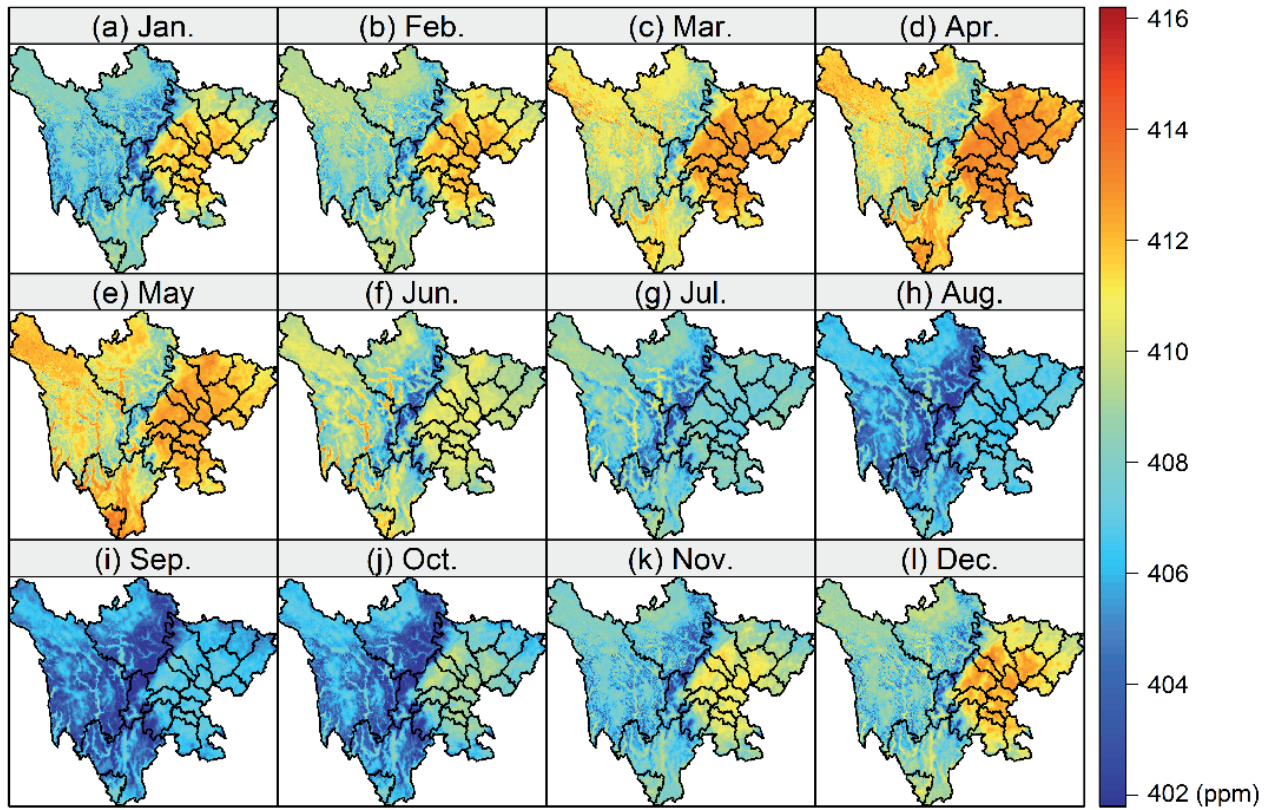 (a) Jan.
(b) Feb.
(c) Mar.
(d) Apr.
(e) May
(f) Jun.
(g) Jul.
(h) Aug.
(i) Sep.
(j) Oct.
(k) Nov.
(l) Dec.
416
414
412
410
408
406
404
402 (ppm)